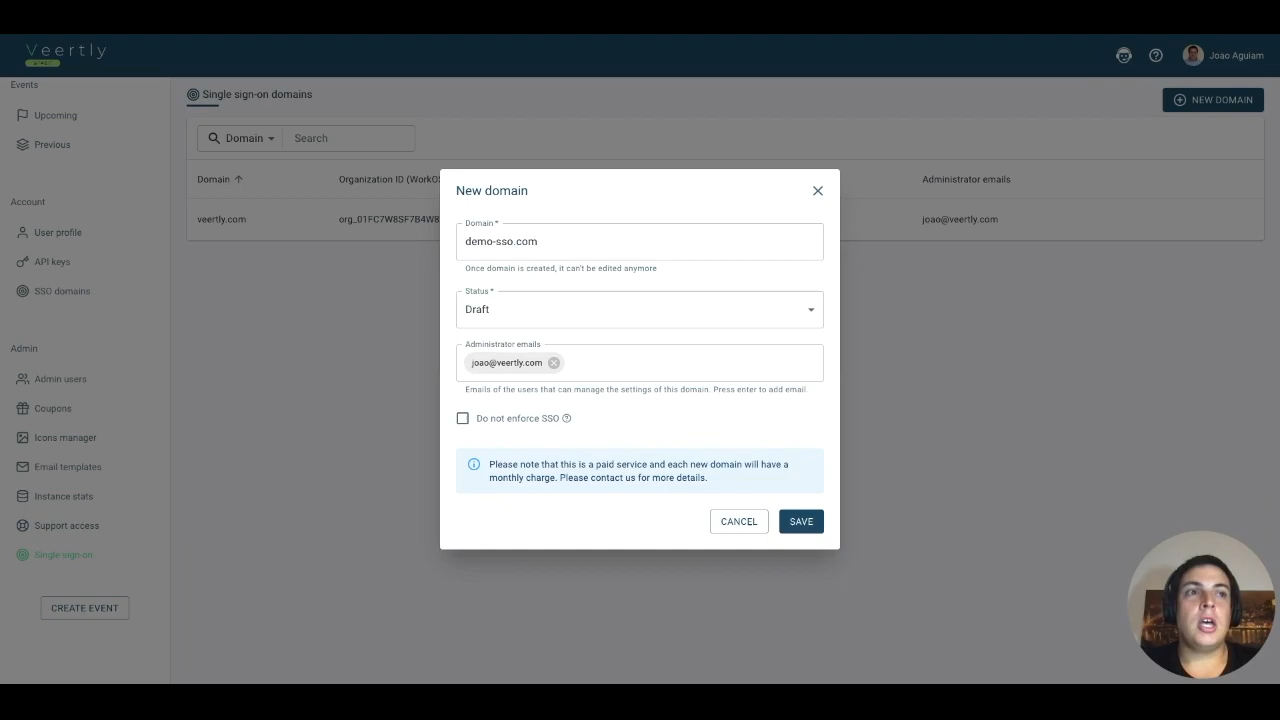 Veertly
Joao Aguiam
Events
Upcoming
Previous
Account
User profile
API keys
SSO domains
Admin
Admin users
Coupons
Icons manager
Email templates
Instance stats
Support access
Single sign-on
CREATE EVENT
Single sign-on domains
NEW DOMAIN
Domain
Search
Domain
Organization ID (WorkOS
Administrator emails
veertly.com
org_01FC7W8SF7B4W8
joao@veertly.com
New domain
Domain *
demo-sso.com
Once domain is created, it can't be edited anymore
Status *
Draft
Administrator emails
joao@veertly.com
Emails of the users that can manage the settings of this domain. Press enter to add email.
Do not enforce SSO
Please note that this is a paid service and each new domain will have a
monthly charge. Please contact us for more details.
CANCEL
SAVE